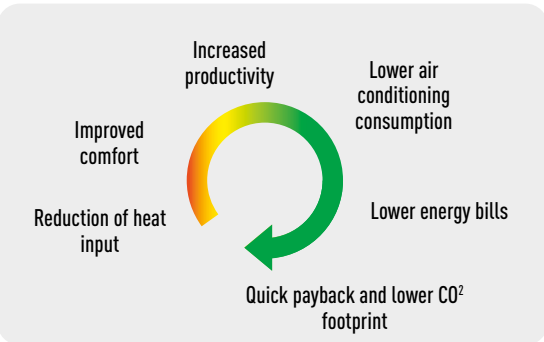 Increased
productivity
Lower air
conditioning
consumption
Improved
comfort
Reduction of heat
input
Lower energy bills
Quick payback and lower CO²
footprint